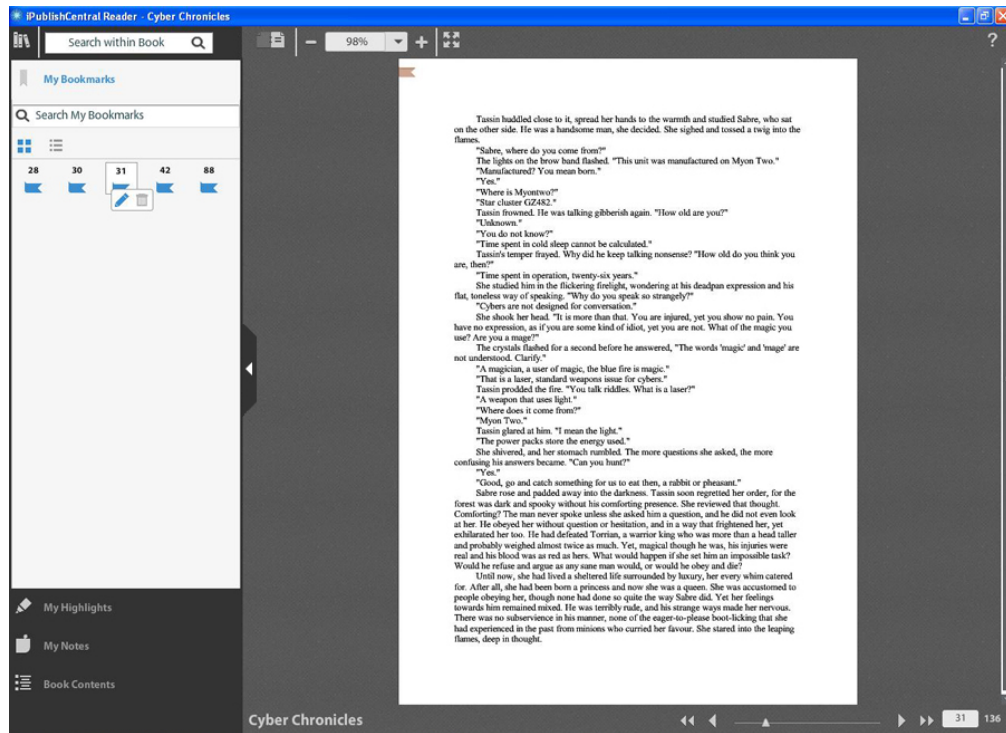 iPublishCentral Reader - Cyber Chronicles
Search within Book
98%
?
My Bookmarks
Search My Bookmarks
28 30 31 42 88
My Highlights
My Notes
Book Contents
Tassin huddled close to it, spread her hands to the warmth and studied Sabre, who sat
on the other side. He was a handsome man, she decided. She sighed and tossed a twig into the
flames.
"Sabre, where do you come from?"
The lights on the brow band flashed. "This unit was manufactured on Myon Two."
"Manufactured? You mean born."
"Yes."
"Where is Myontwo?"
"Star cluster GZ482."
Tassin frowned. He was talking gibberish again. "How old are you?"
"Unknown."
"You do not know?"
"Time spent in cold sleep cannot be calculated."
Tassin's temper frayed. Why did he keep talking nonsense? "How old do you think you
are, then?"
"Time spent in operation, twenty-six years."
She studied him in the flickering firelight, wondering at his deadpan expression and his
flat, toneless way of speaking. "Why do you speak so strangely?"
"Cybers are not designed for conversation."
She shook her head. "It is more than that. You are injured, yet you show no pain. You
have no expression, as if you are some kind of idiot, yet you are not. What of the magic you
use? Are you a mage?"
The crystals flashed for a second before he answered, "The words 'magic' and 'mage' are
not understood. Clarify."
"A magician, a user of magic, the blue fire is magic."
"That is a laser, standard weapons issue for cybers."
Tassin prodded the fire. "You talk riddles. What is a laser?"
"A weapon that uses light."
"Where does it come from?"
"Myon Two."
Tassin glared at him. "I mean the light."
"The power packs store the energy used."
She shivered, and her stomach rumbled. The more questions she asked, the more
confusing his answers became. "Can you hunt?"
"Yes."
"Good, go and catch something for us to eat then, a rabbit or pheasant."
Sabre rose and padded away into the darkness. Tassin soon regretted her order, for the
forest was dark and spooky without his comforting presence. She reviewed that thought.
Comforting? The man never spoke unless she asked him a question, and he did not even look
at her. He obeyed her without question or hesitation, and in a way that frightened her, yet
exhilarated her too. He had defeated Torrian, a warrior king who was more than a head taller
and probably weighed almost twice as much. Yet, magical though he was, his injuries were
real and his blood was as red as hers. What would happen if she set him an impossible task?
Would he refuse and argue as any sane man would, or would he obey and die?
Until now, she had lived a sheltered life surrounded by luxury, her every whim catered
for. After all, she had been born a princess and now she was a queen. She was accustomed to
people obeying her, though none had done so quite the way Sabre did. Yet her feelings
towards him remained mixed. He was terribly rude, and his strange ways made her nervous.
There was no subservience in his manner, none of the eager-to-please boot-licking that she
had experienced in the past from minions who curried her favour. She stared into the leaping
flames, deep in thought.
Cyber Chronicles
31 136